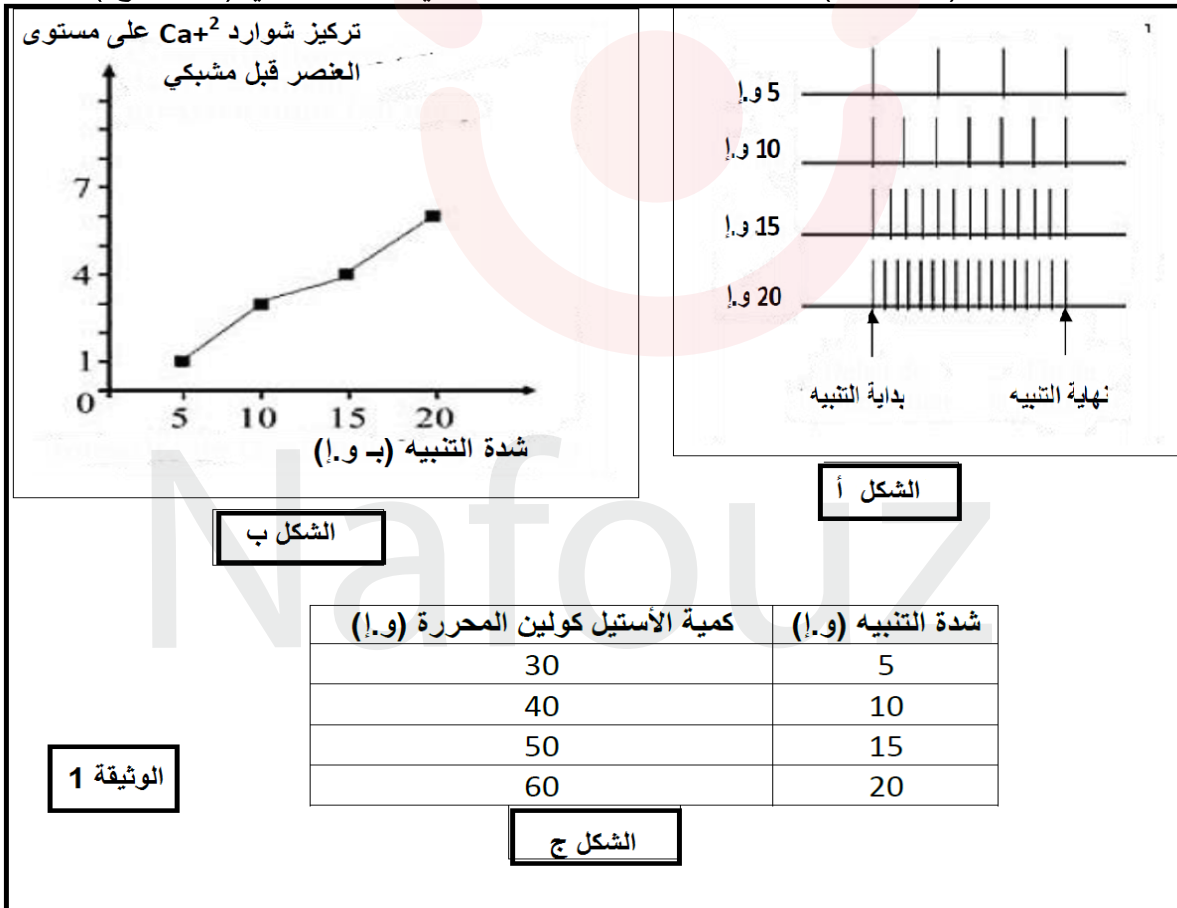 1
5 و.إ
10 و.إ
15 و.إ
20 و.إ
بداية التنبيه
نهاية التنبيه
الشكل أ
تركيز شوارد Ca+² على مستوى
العنصر قبل مشبكي
7
4
1
0
5 10 15 20
شدة التنبيه (بـ و.إ)
الشكل ب
Nafouz
شدة التنبيه (و.إ) كمية الأستيل كولين المحررة (و.إ)
5 30
10 40
15 50
20 60
الوثيقة 1
الشكل ج